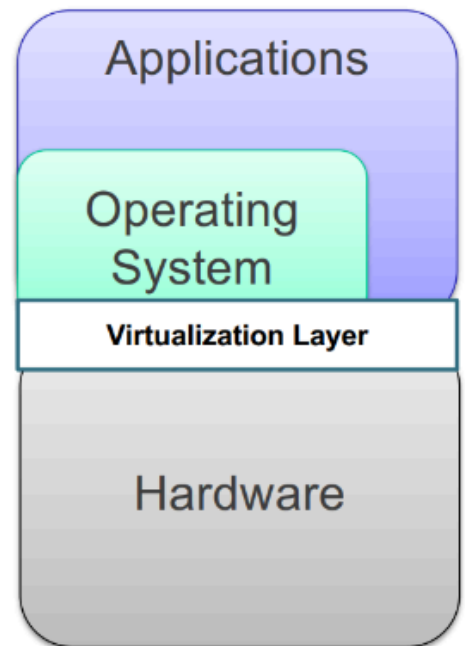 Applications
Operating
System
Virtualization Layer
Hardware